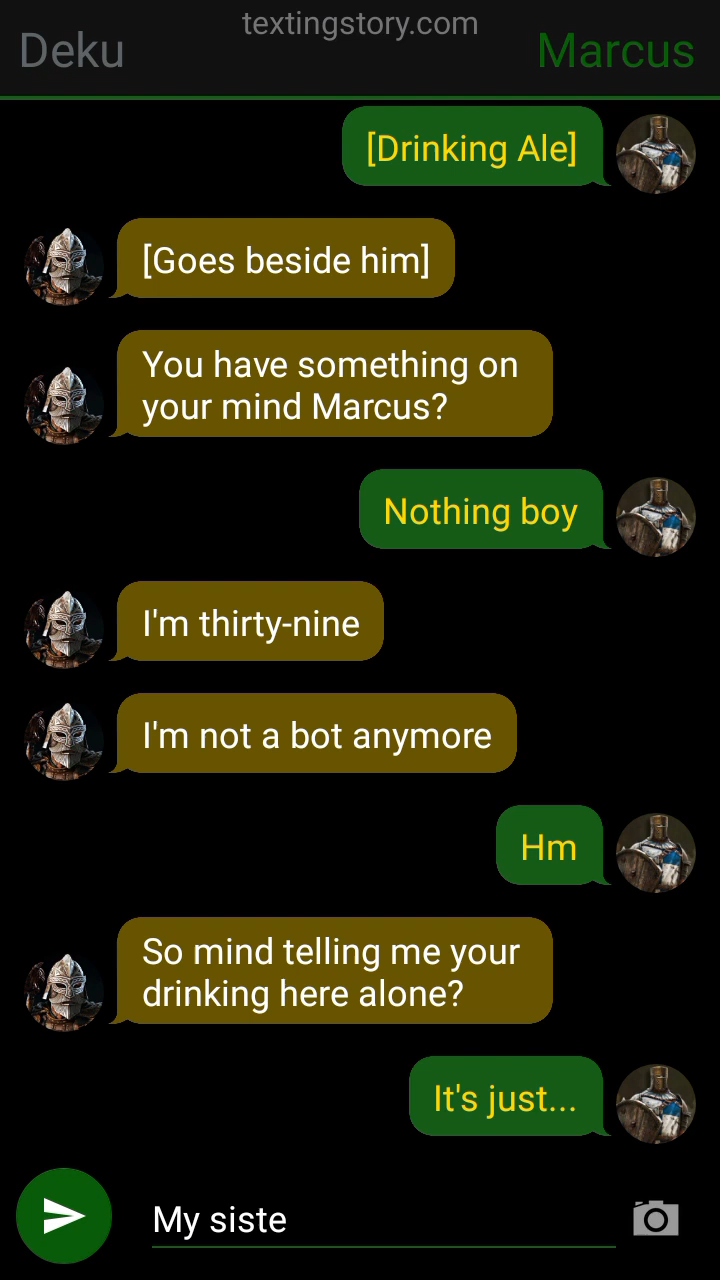 textingstory.com
Deku
Marcus
[Drinking Ale]
[Goes beside him]
You have something on
your mind Marcus?
Nothing boy
I'm thirty-nine
I'm not a bot anymore
Hm
So mind telling me your
drinking here alone?
It's just...
My siste